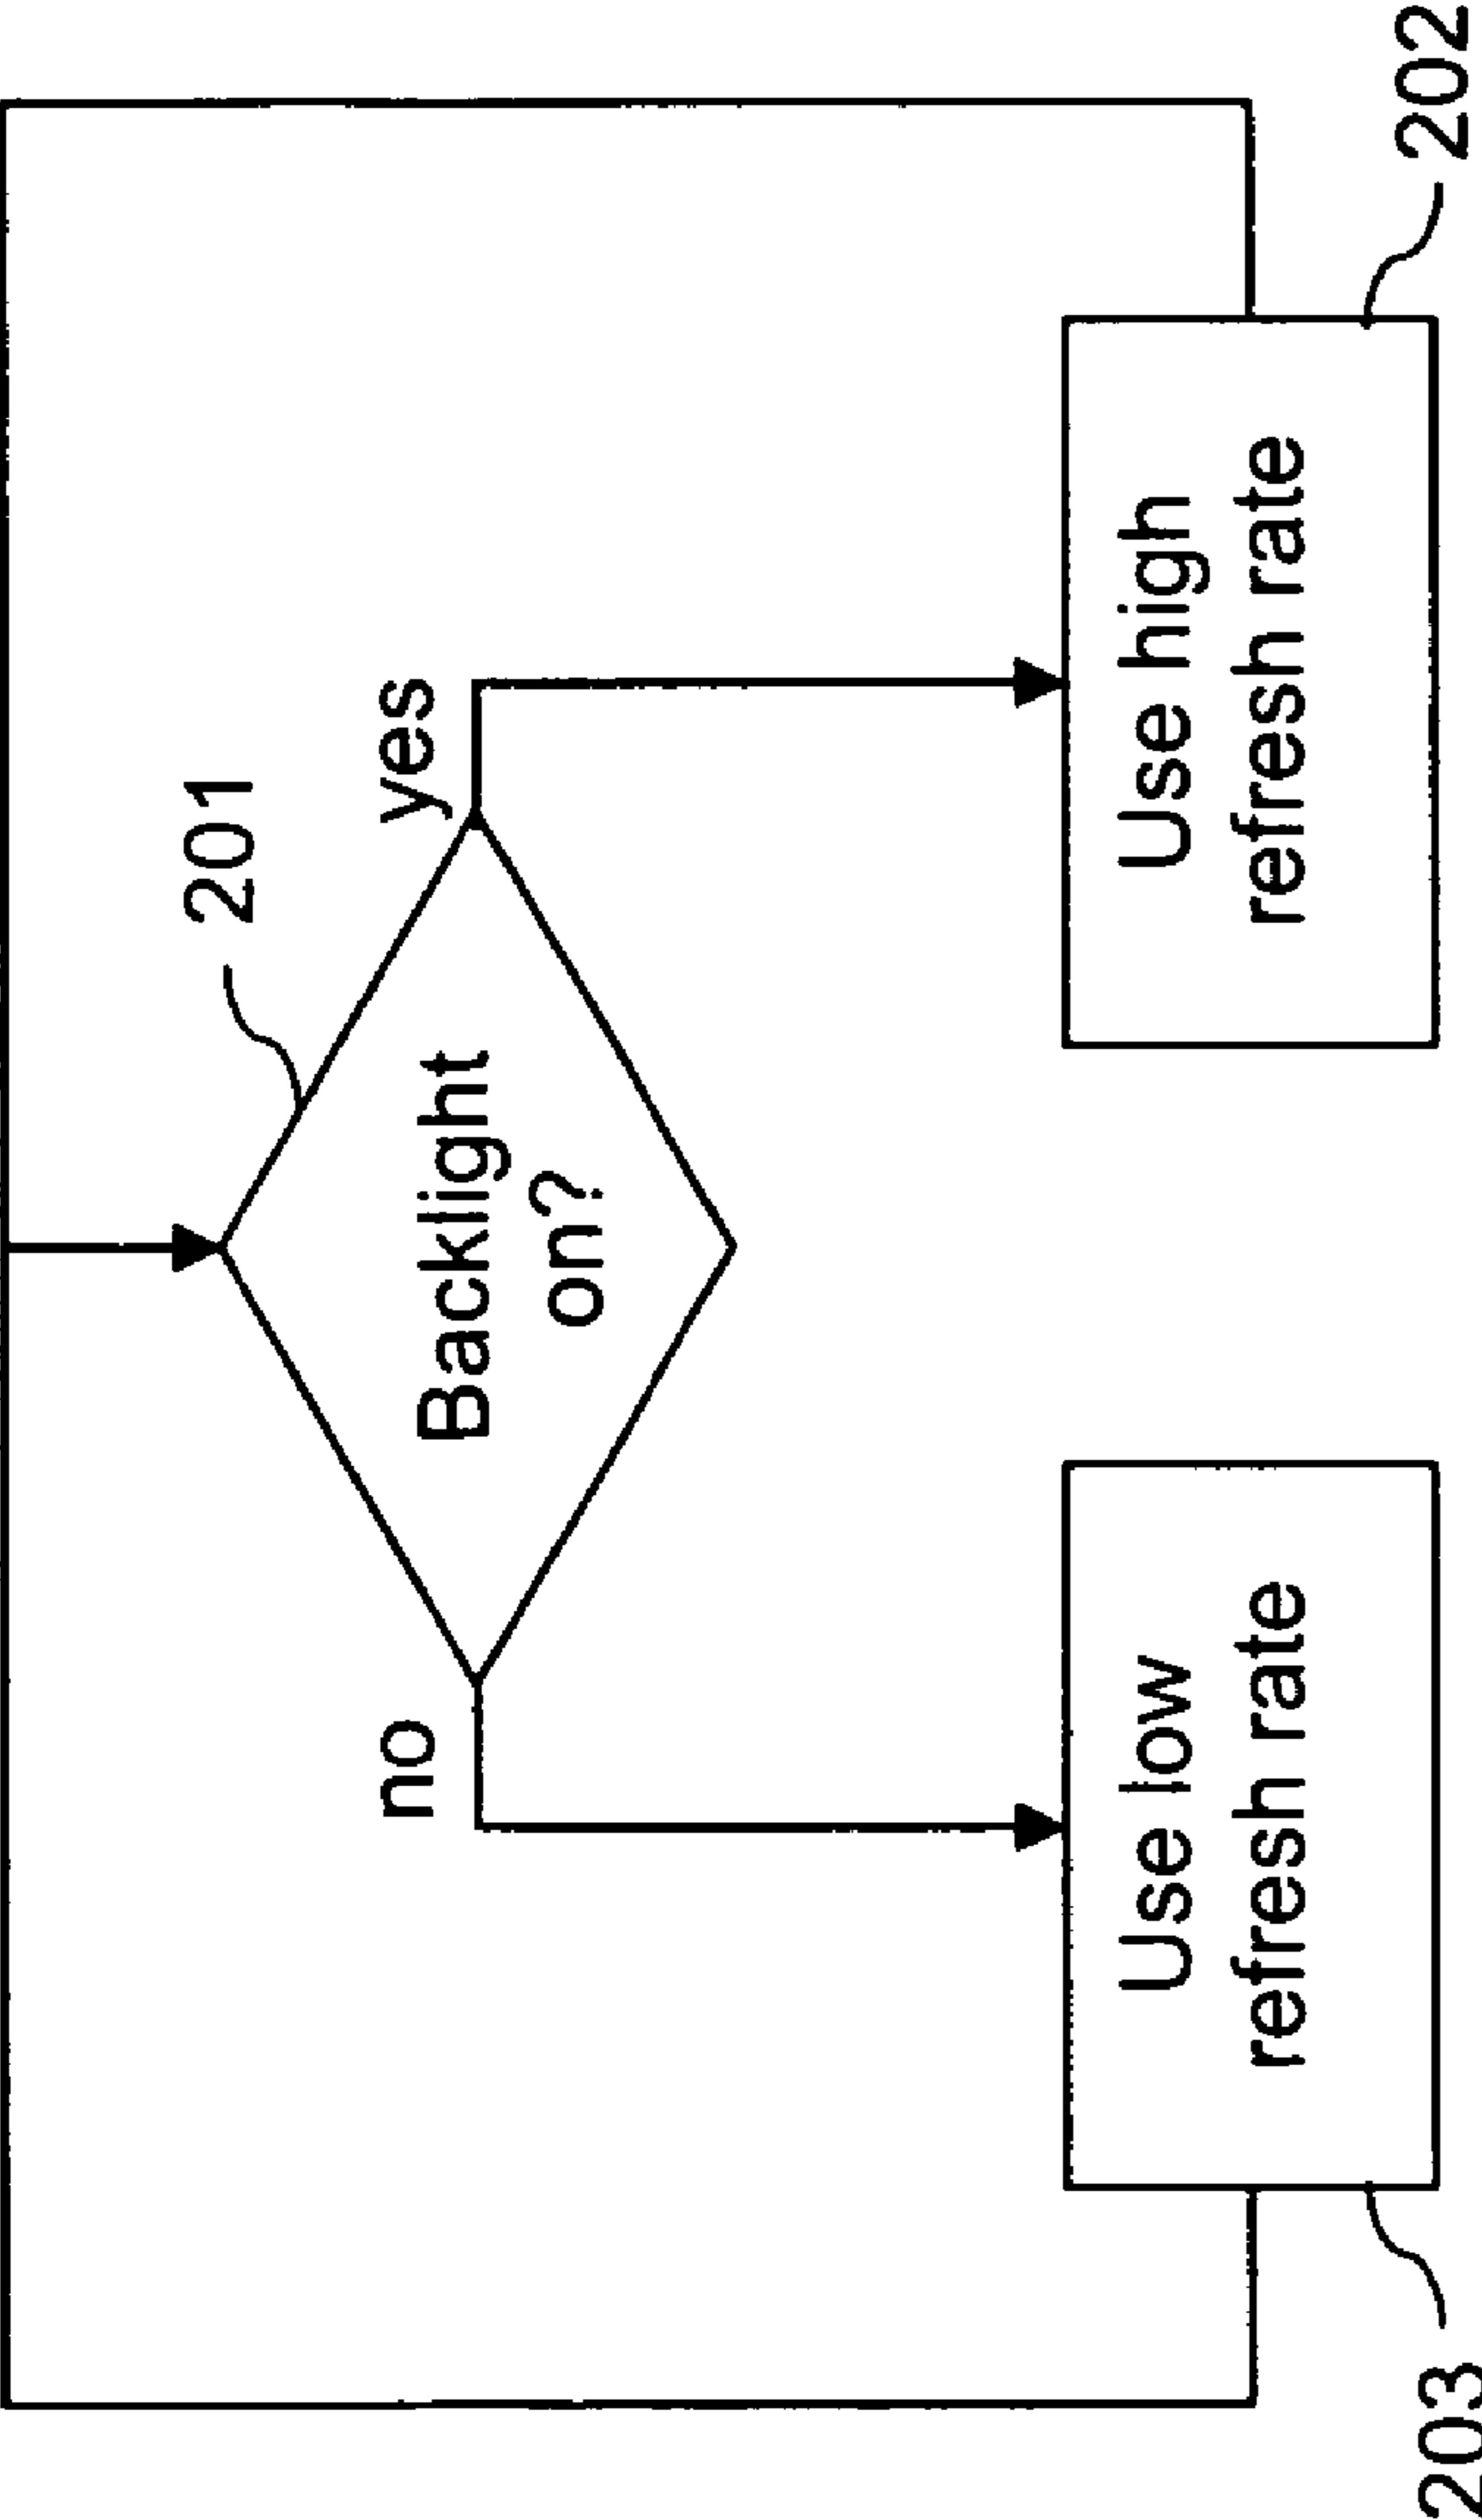 201
Backlight
on?
no
yes
Use low
refresh rate
Use high
refresh rate
203
202